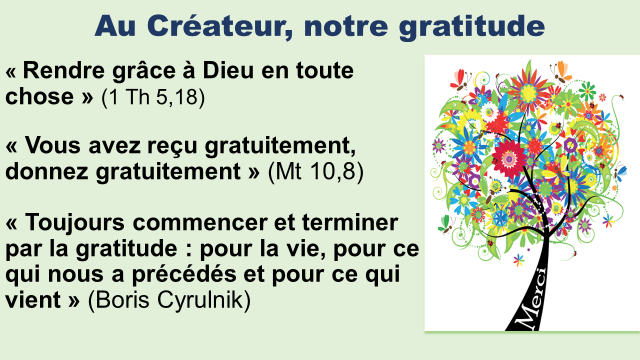 Au Créateur, notre gratitude
« Rendre grâce à Dieu en toute
chose » (1 Th 5,18)
« Vous avez reçu gratuitement,
donnez gratuitement » (Mt 10,8)
« Toujours commencer et terminer
par la gratitude : pour la vie, pour ce
qui nous a précédés et pour ce qui
vient » (Boris Cyrulnik)
Merci